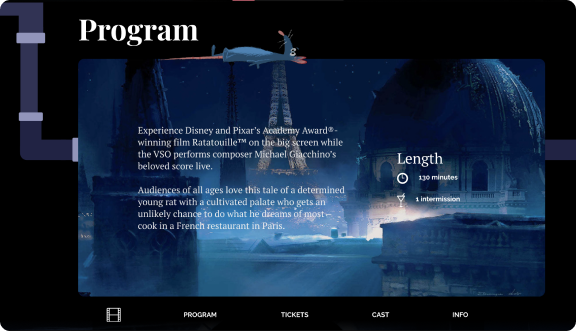 Program
Experience Disney and Pixar's Academy Award®-
winning film Ratatouille™ on the big screen while
the VSO performs composer Michael Giacchino's
beloved score live.
Audiences of all ages love this tale of a determined
young rat with a cultivated palate who gets an
unlikely chance to do what he dreams of most—
cook in a French restaurant in Paris.
Length
130 minutes
1 intermission
PROGRAM
TICKETS
CAST
INFO